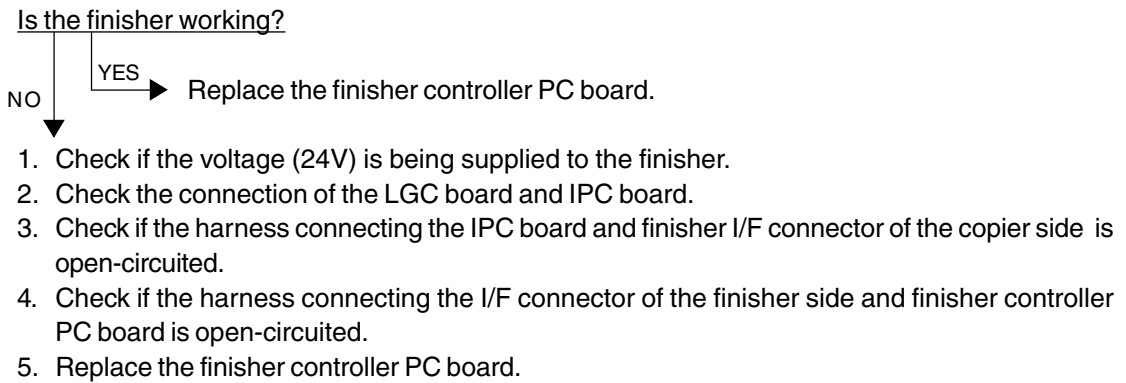 Is the finisher working?
YES
NO
Replace the finisher controller PC board.
1. Check if the voltage (24V) is being supplied to the finisher.
2. Check the connection of the LGC board and IPC board.
3. Check if the harness connecting the IPC board and finisher I/F connector of the copier side is
open-circuited.
4. Check if the harness connecting the I/F connector of the finisher side and finisher controller
PC board is open-circuited.
5. Replace the finisher controller PC board.